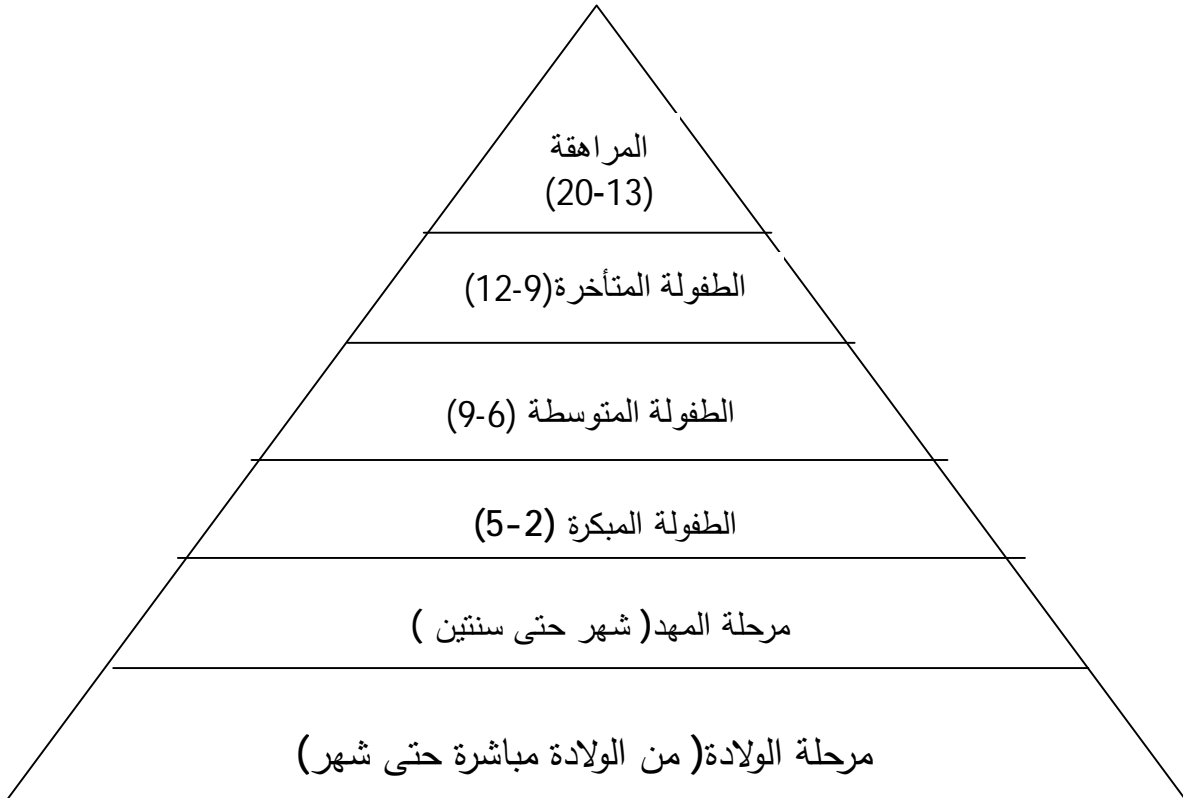 المراهقة
(20-13)
الطفولة المتأخرة(9-12)
الطفولة المتوسطة (6-9)
الطفولة المبكرة (2-5)
مرحلة المهد( شهر حتى سنتين )
مرحلة الولادة( من الولادة مباشرة حتى شهر)